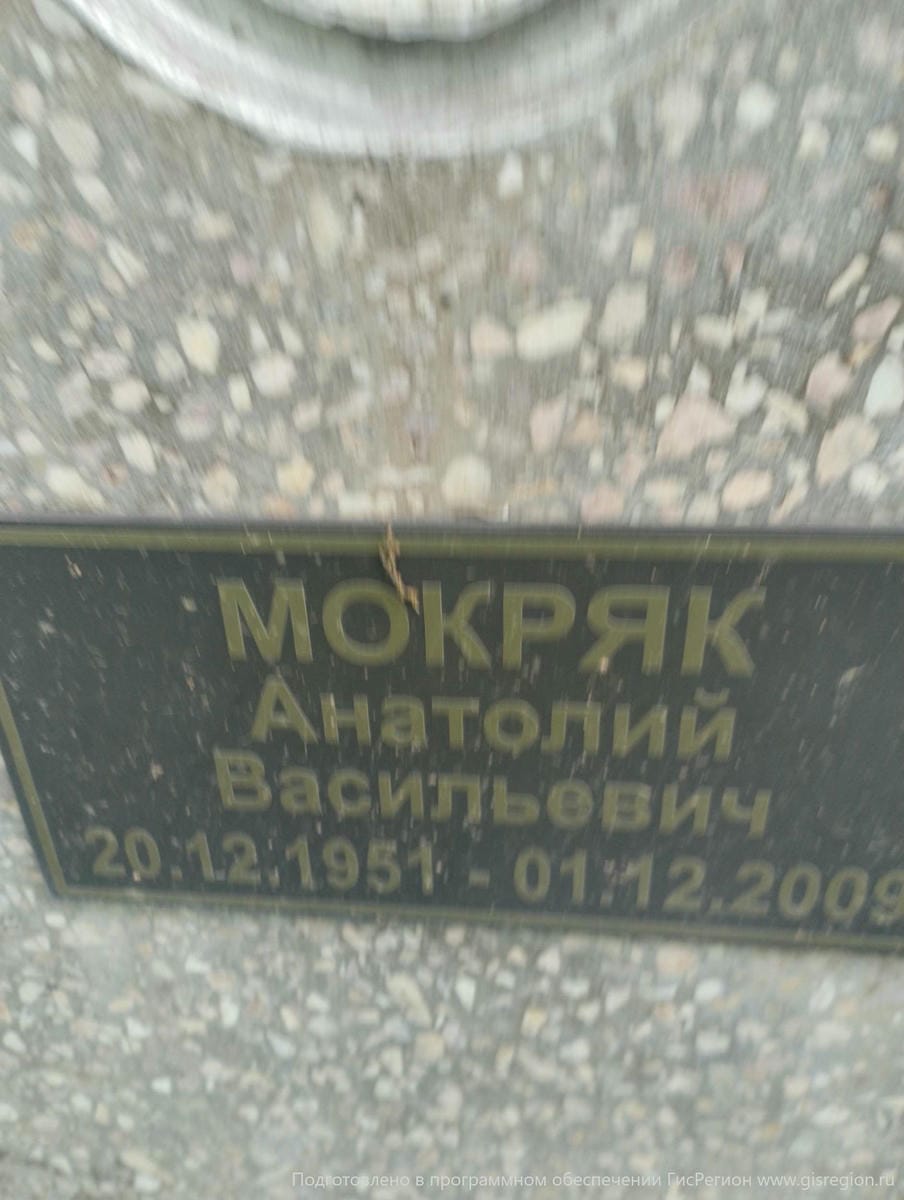 МОКРЯК
Анатолий
Васильевич
20.12.1951 - 01.12.2009
Подготовлено в программном обеспечении ГисРегион www.gisregion.ru